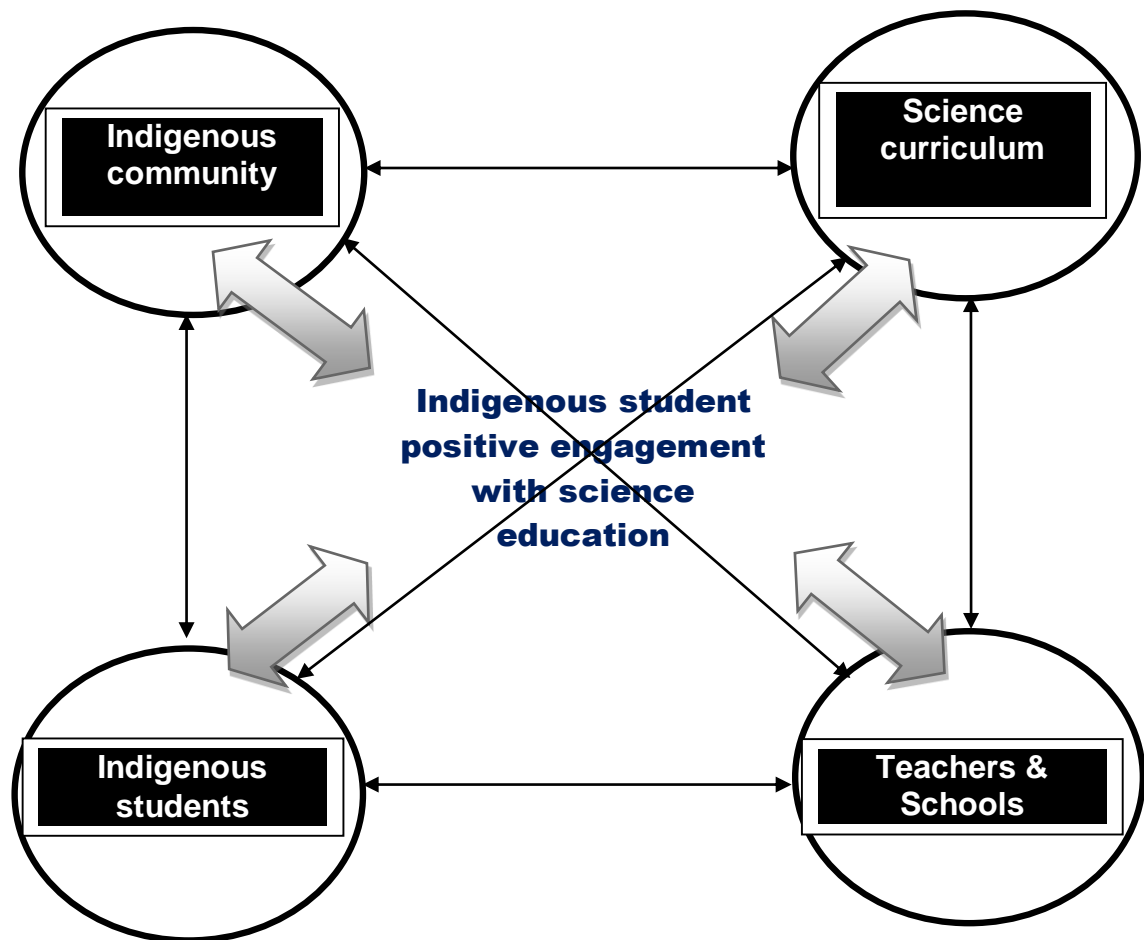 Indigenous
community
Science
curriculum
Indigenous student
positive engagement
with science
education
Indigenous
students
Teachers &
Schools